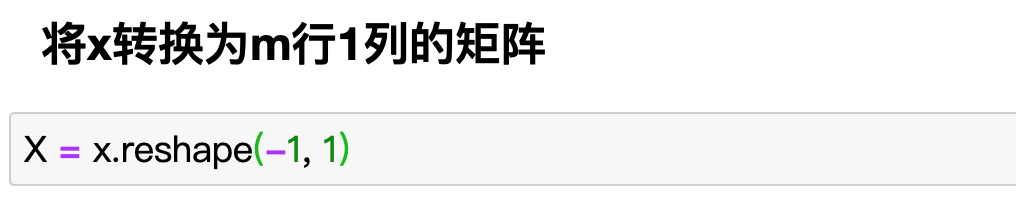 将x转换为m行1列的矩阵
X = x.reshape(-1, 1)